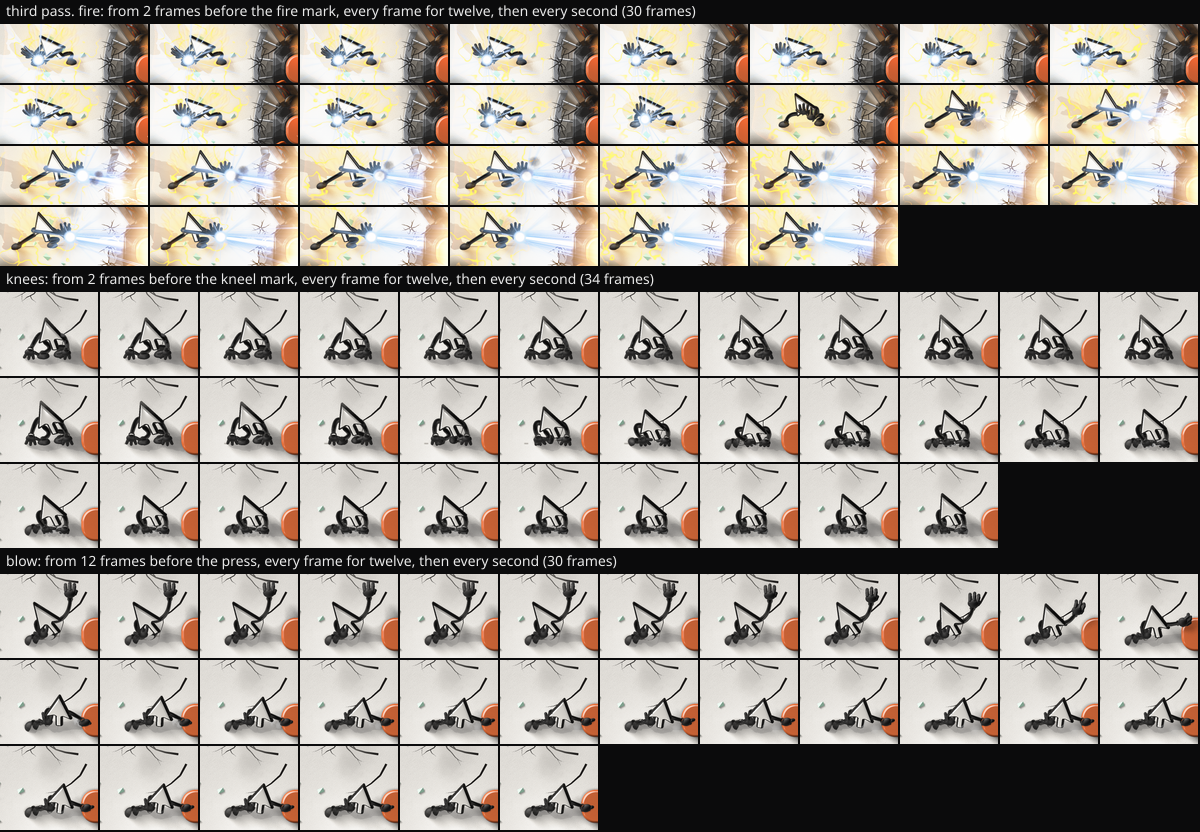 third pass. fire: from 2 frames before the fire mark, every frame for twelve, then every second (30 frames)
knees: from 2 frames before the kneel mark, every frame for twelve, then every second (34 frames)
blow: from 12 frames before the press, every frame for twelve, then every second (30 frames)